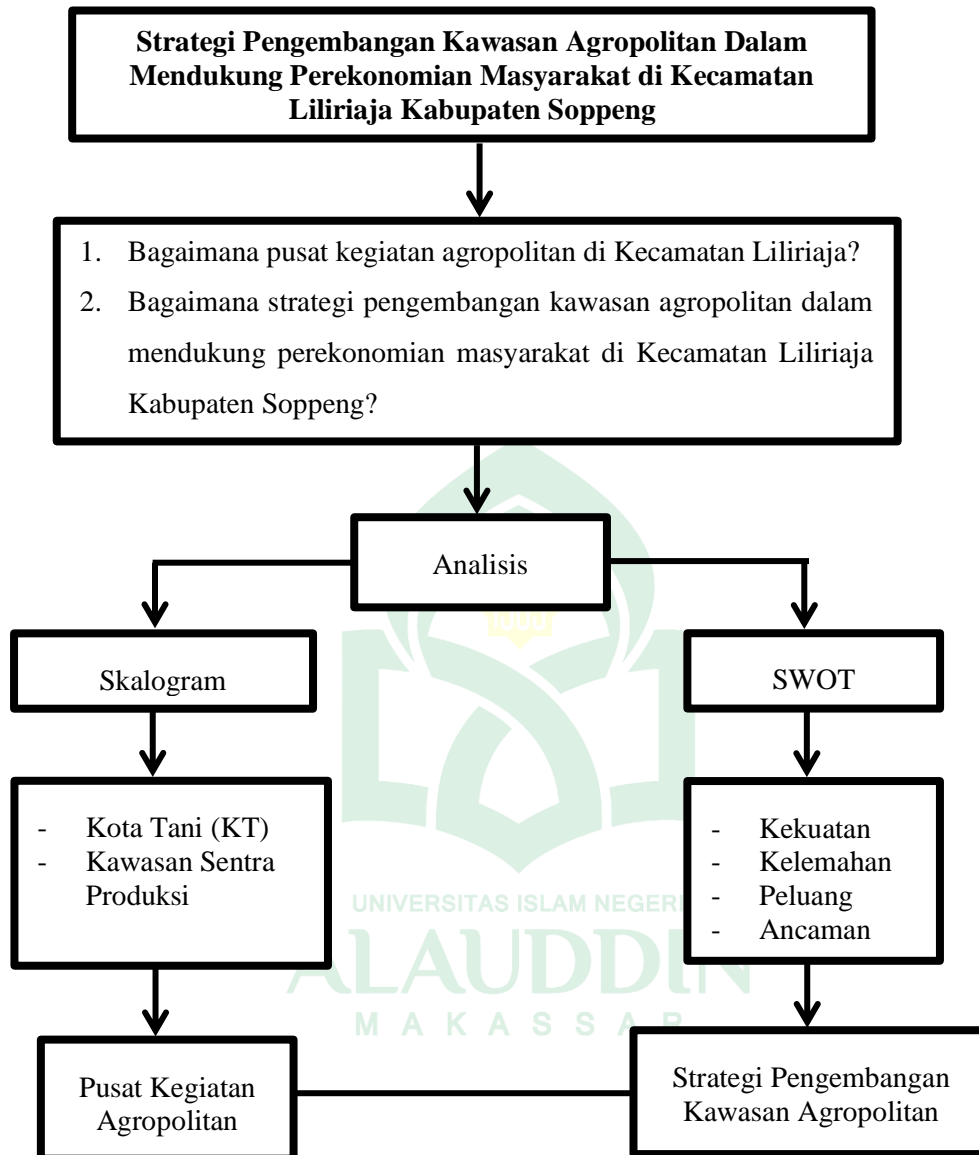 Strategi Pengembangan Kawasan Agropolitan Dalam
Mendukung Perekonomian Masyarakat di Kecamatan
Liliriaja Kabupaten Soppeng
1. Bagaimana pusat kegiatan agropolitan di Kecamatan Liliriaja?
2. Bagaimana strategi pengembangan kawasan agropolitan dalam
mendukung perekonomian masyarakat di Kecamatan Liliriaja
Kabupaten Soppeng?
Analisis
Skalogram
SWOT
- Kota Tani (KT)
- Kawasan Sentra
Produksi
- Kekuatan
- Kelemahan
- Peluang
- Ancaman
UNIVERSITAS ISLAM NEGERI
ALAUDDIN
MAKASSAR
Pusat Kegiatan
Agropolitan
Strategi Pengembangan
Kawasan Agropolitan